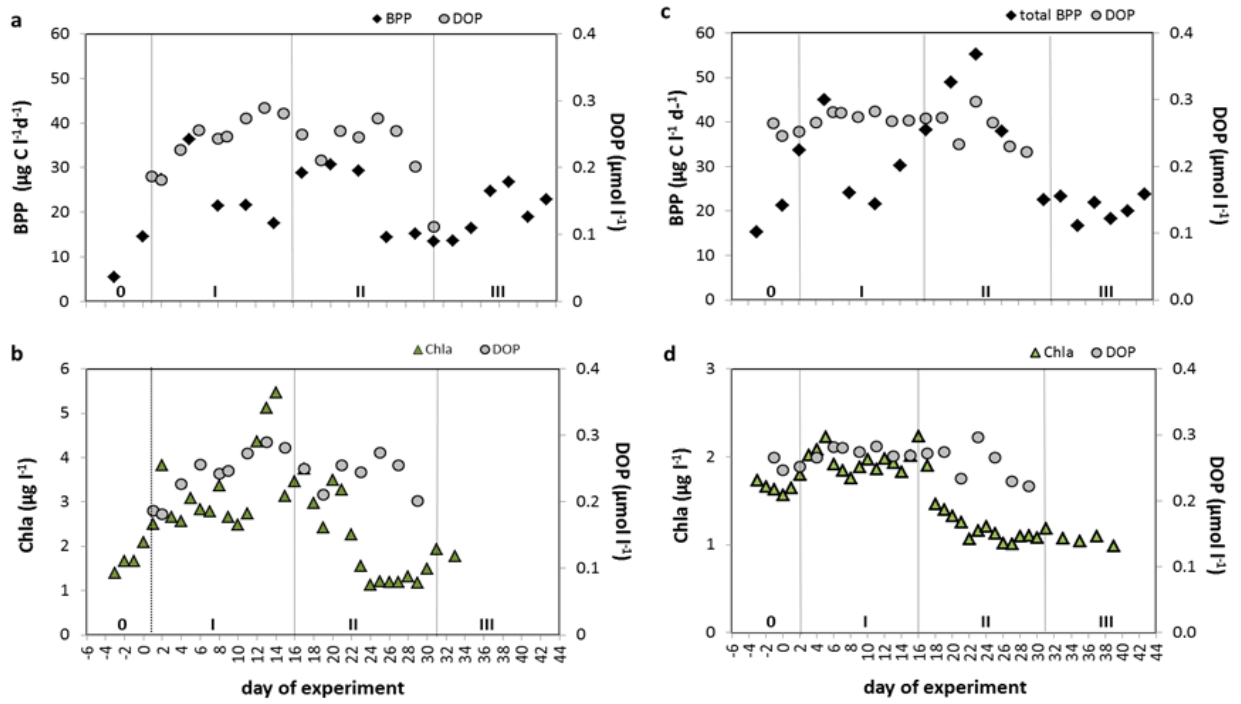 a
BPP DOP
60
50
40
30
20
10
0
BPP (µg C l-1d-1)
0.4
0.3
0.2
0.1
0
DOP (µmol l-1)
0 I II III
c
total BPP DOP
60
50
40
30
20
10
0
BPP (µg C l-1 d-1)
0.4
0.3
0.2
0.1
0.0
DOP (µmol l-1)
0 I II III
b
Chla DOP
6
5
4
3
2
1
0
Chla (µg l-1)
0.4
0.3
0.2
0.1
0
DOP (µmol l-1)
0 I II III
-6 -4 -2 0 2 4 6 8 10 12 14 16 18 20 22 24 26 28 30 32 34 36 38 40 42 44
day of experiment
d
Chla DOP
3
2
1
0
Chla (µg l-1)
0.4
0.3
0.2
0.1
0.0
DOP (µmol l-1)
0 I II III
-6 -4 -2 0 2 4 6 8 10 12 14 16 18 20 22 24 26 28 30 32 34 36 38 40 42 44
day of experiment